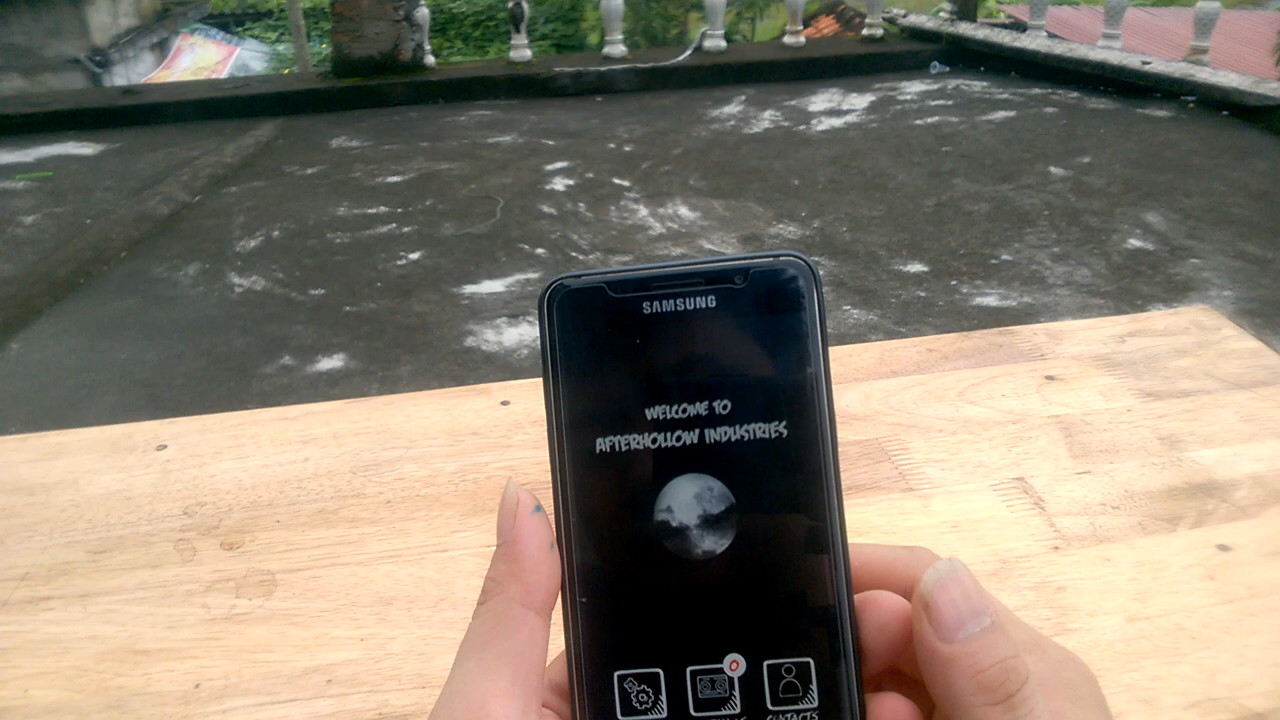 SAMSUNG
WELCOME TO
AFTERHOLLOW INDUSTRIES
0
CONTACTS